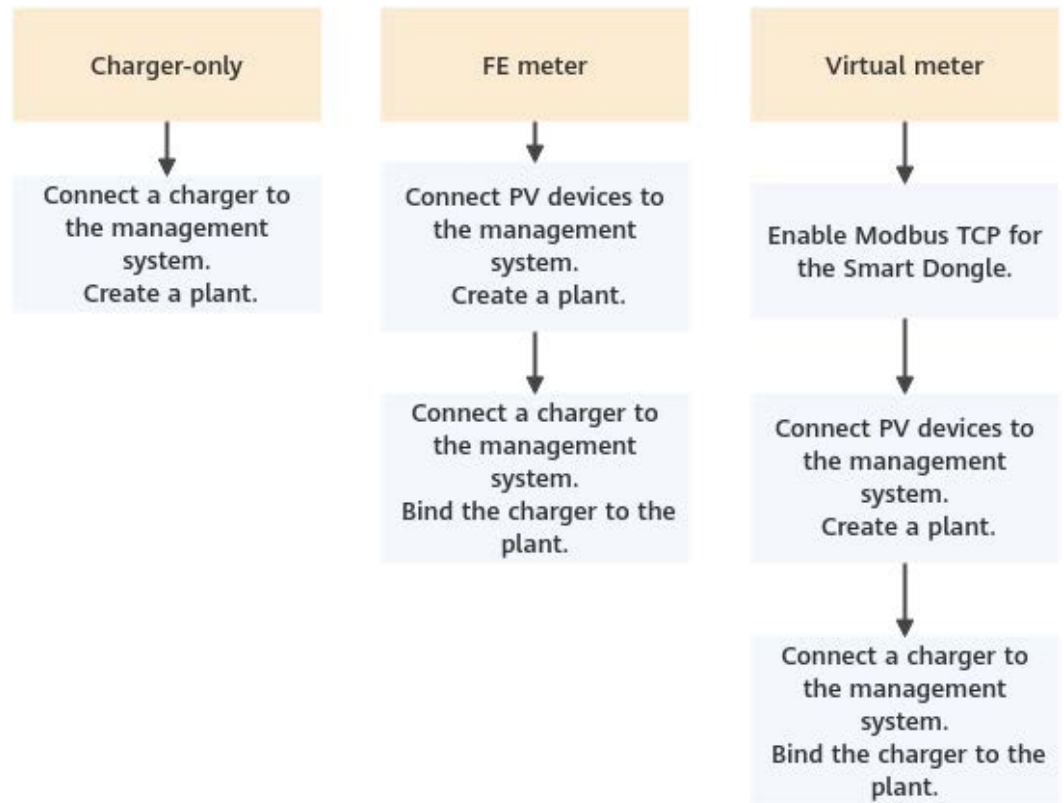 Charger-only
Connect a charger to
the management
system.
Create a plant.
FE meter
Connect PV devices to
the management
system.
Create a plant.
Connect a charger to
the management
system.
Bind the charger to the
plant.
Virtual meter
Enable Modbus TCP for
the Smart Dongle.
Connect PV devices to
the management
system.
Create a plant.
Connect a charger to
the management
system.
Bind the charger to the
plant.